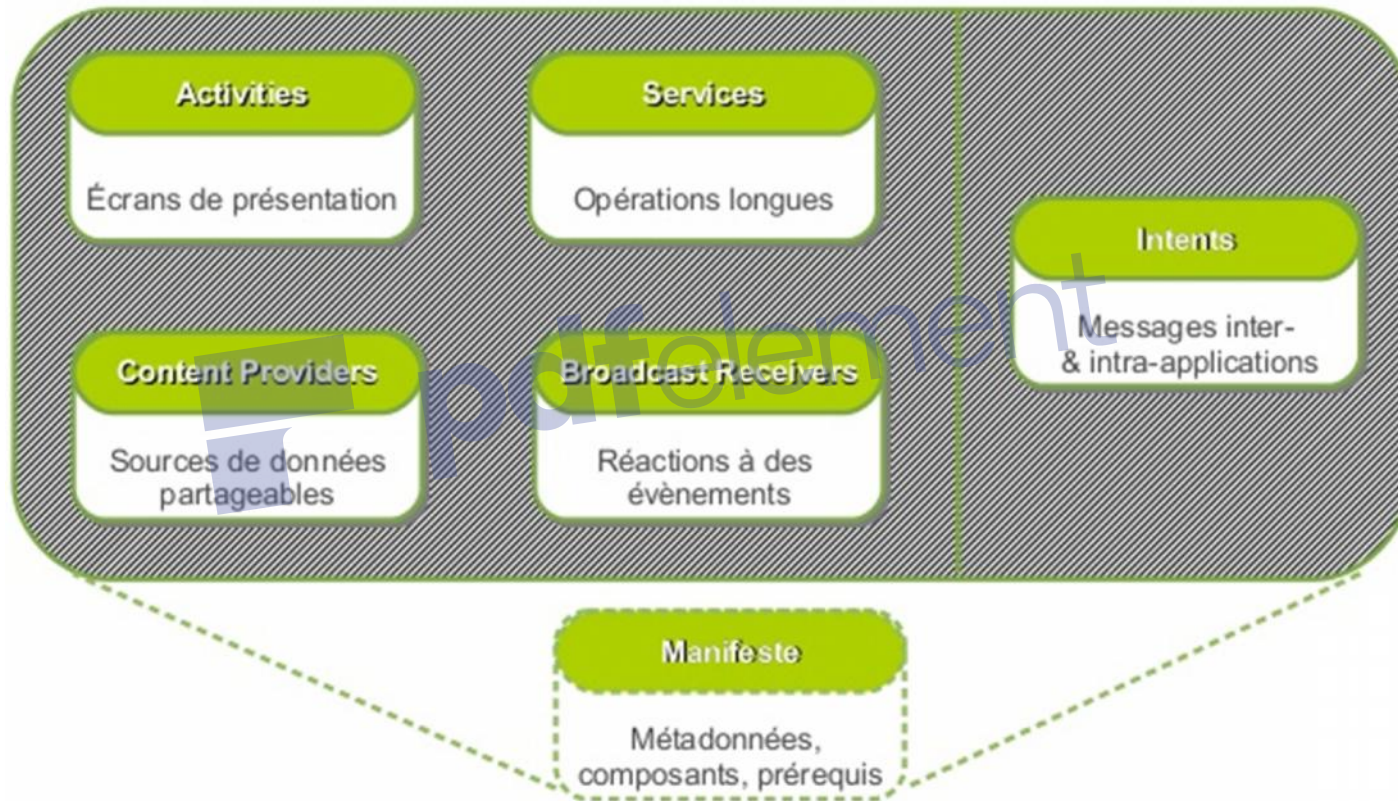 Activities
Écrans de présentation
Services
Opérations longues
Content Providers
Sources de données
partageables
Broadcast Receivers
Réactions à des
évènements
Intents
Messages inter-
& intra-applications
Manifeste
Métadonnées,
composants, prérequis
pdfelement